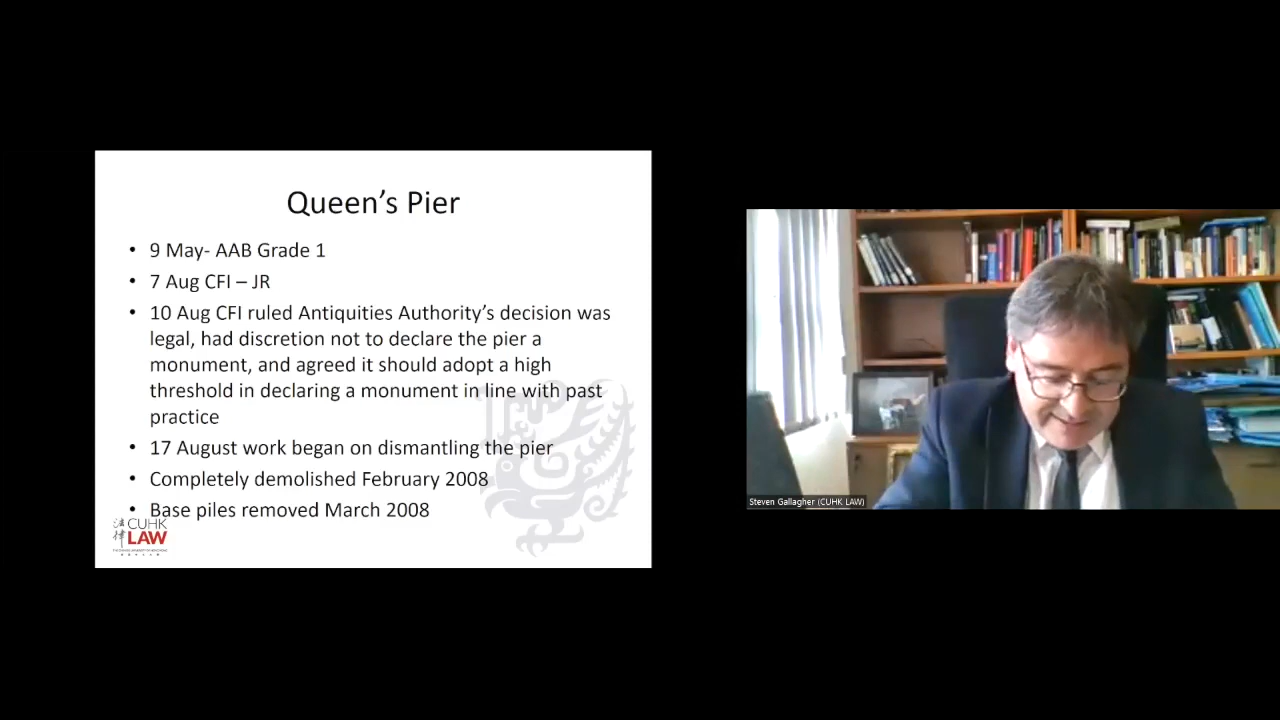 Queen's Pier
• 9 May- AAB Grade 1
• 7 Aug CFI – JR
• 10 Aug CFI ruled Antiquities Authority's decision was
legal, had discretion not to declare the pier a
monument, and agreed it should adopt a high
threshold in declaring a monument in line with past
practice
• 17 August work began on dismantling the pier
• Completely demolished February 2008
• Base piles removed March 2008
法 CUHK
律 LAW
Steven Gallagher (CUHK LAW)